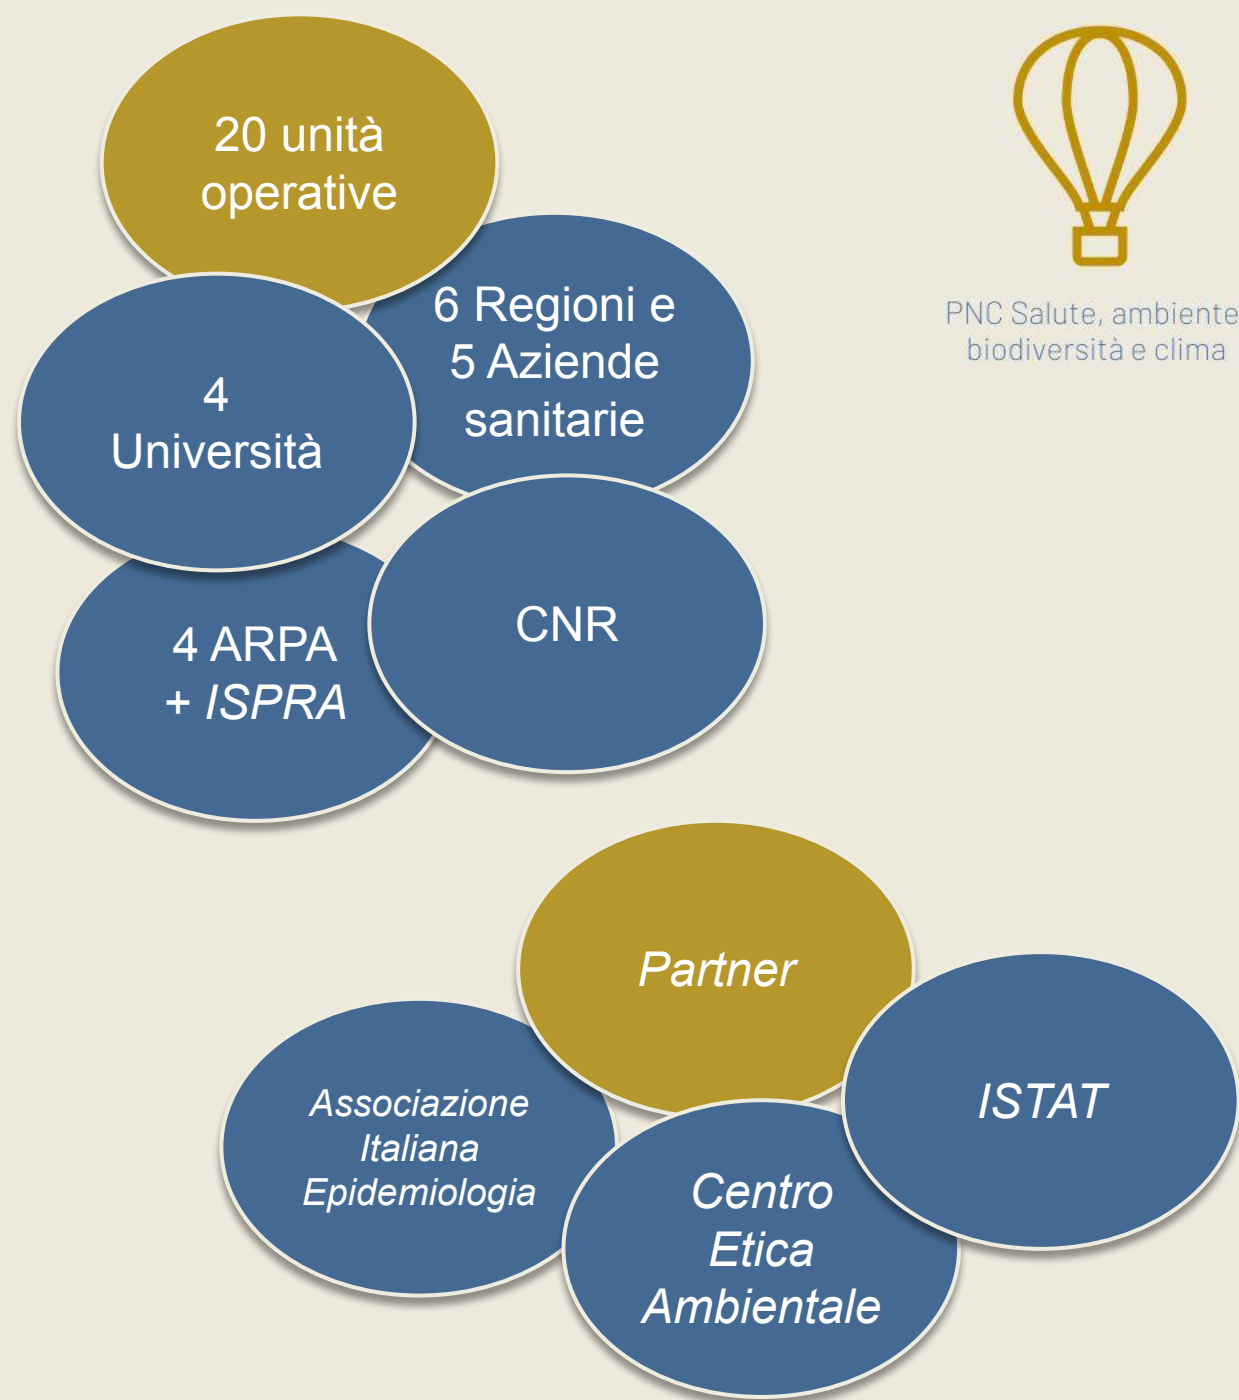 20 unità
operative
6 Regioni e
5 Aziende
sanitarie
4
Università
CNR
4 ARPA
+ ISPRA
PNC Salute, ambiente
biodiversità e clima
Partner
ISTAT
Associazione
Italiana
Epidemiologia
Centro
Etica
Ambientale